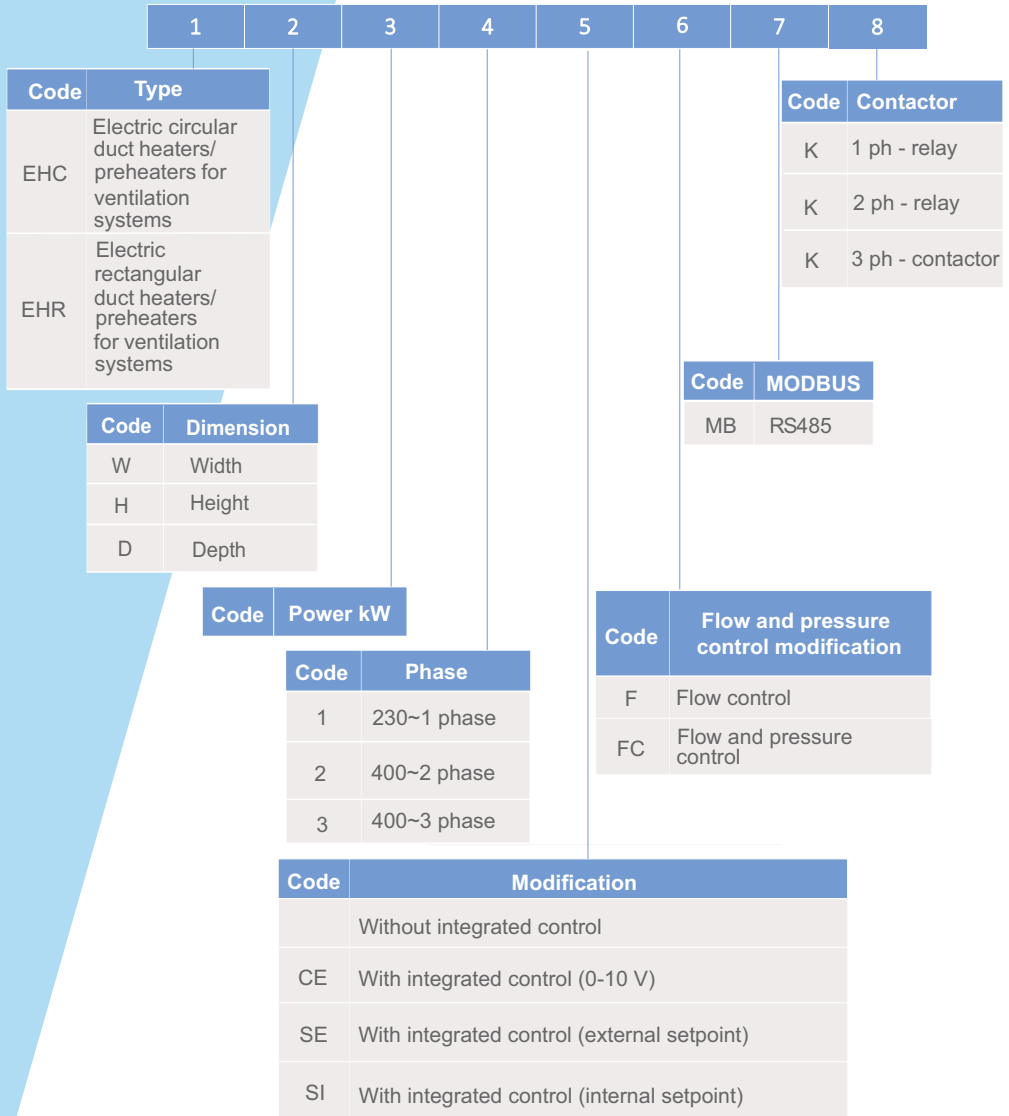 1 2 3 4 5 6 7 8
Code Type
EHC Electric circular
duct heaters/
preheaters for
ventilation
systems
EHR Electric
rectangular
duct heaters/
preheaters
for ventilation
systems
Code Contactor
K 1 ph - relay
K 2 ph - relay
K 3 ph - contactor
Code MODBUS
MB RS485
Code Dimension
W Width
H Height
D Depth
Code Power kW
Code Phase
1 230~1 phase
2 400~2 phase
3 400~3 phase
Code Flow and pressure
control modification
F Flow control
FC Flow and pressure
control
Code Modification
Without integrated control
CE With integrated control (0-10 V)
SE With integrated control (external setpoint)
SI With integrated control (internal setpoint)